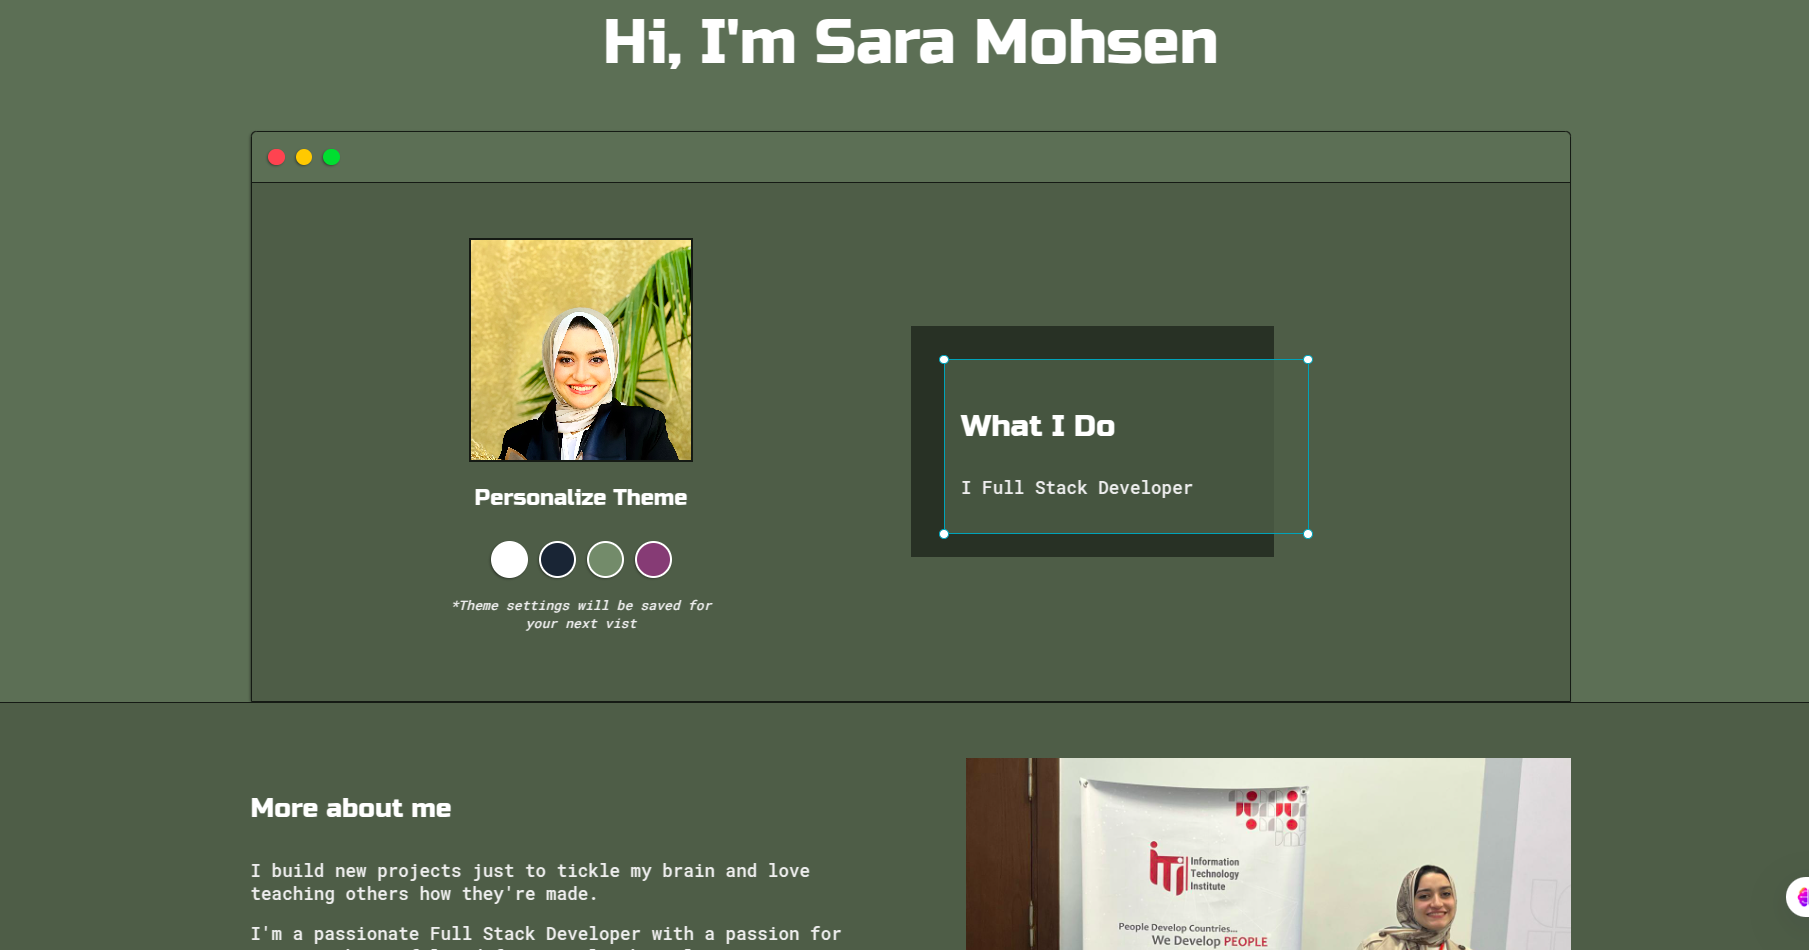 Hi, I'm Sara Mohsen
Personalize Theme
*Theme settings will be saved for
your next vist
What I Do
I Full Stack Developer
More about me
I build new projects just to tickle my brain and love
teaching others how they're made.
I'm a passionate Full Stack Developer with a passion for
iTi
Information
Technology
Institute
People Develop Countries...
We Develop PEOPLE